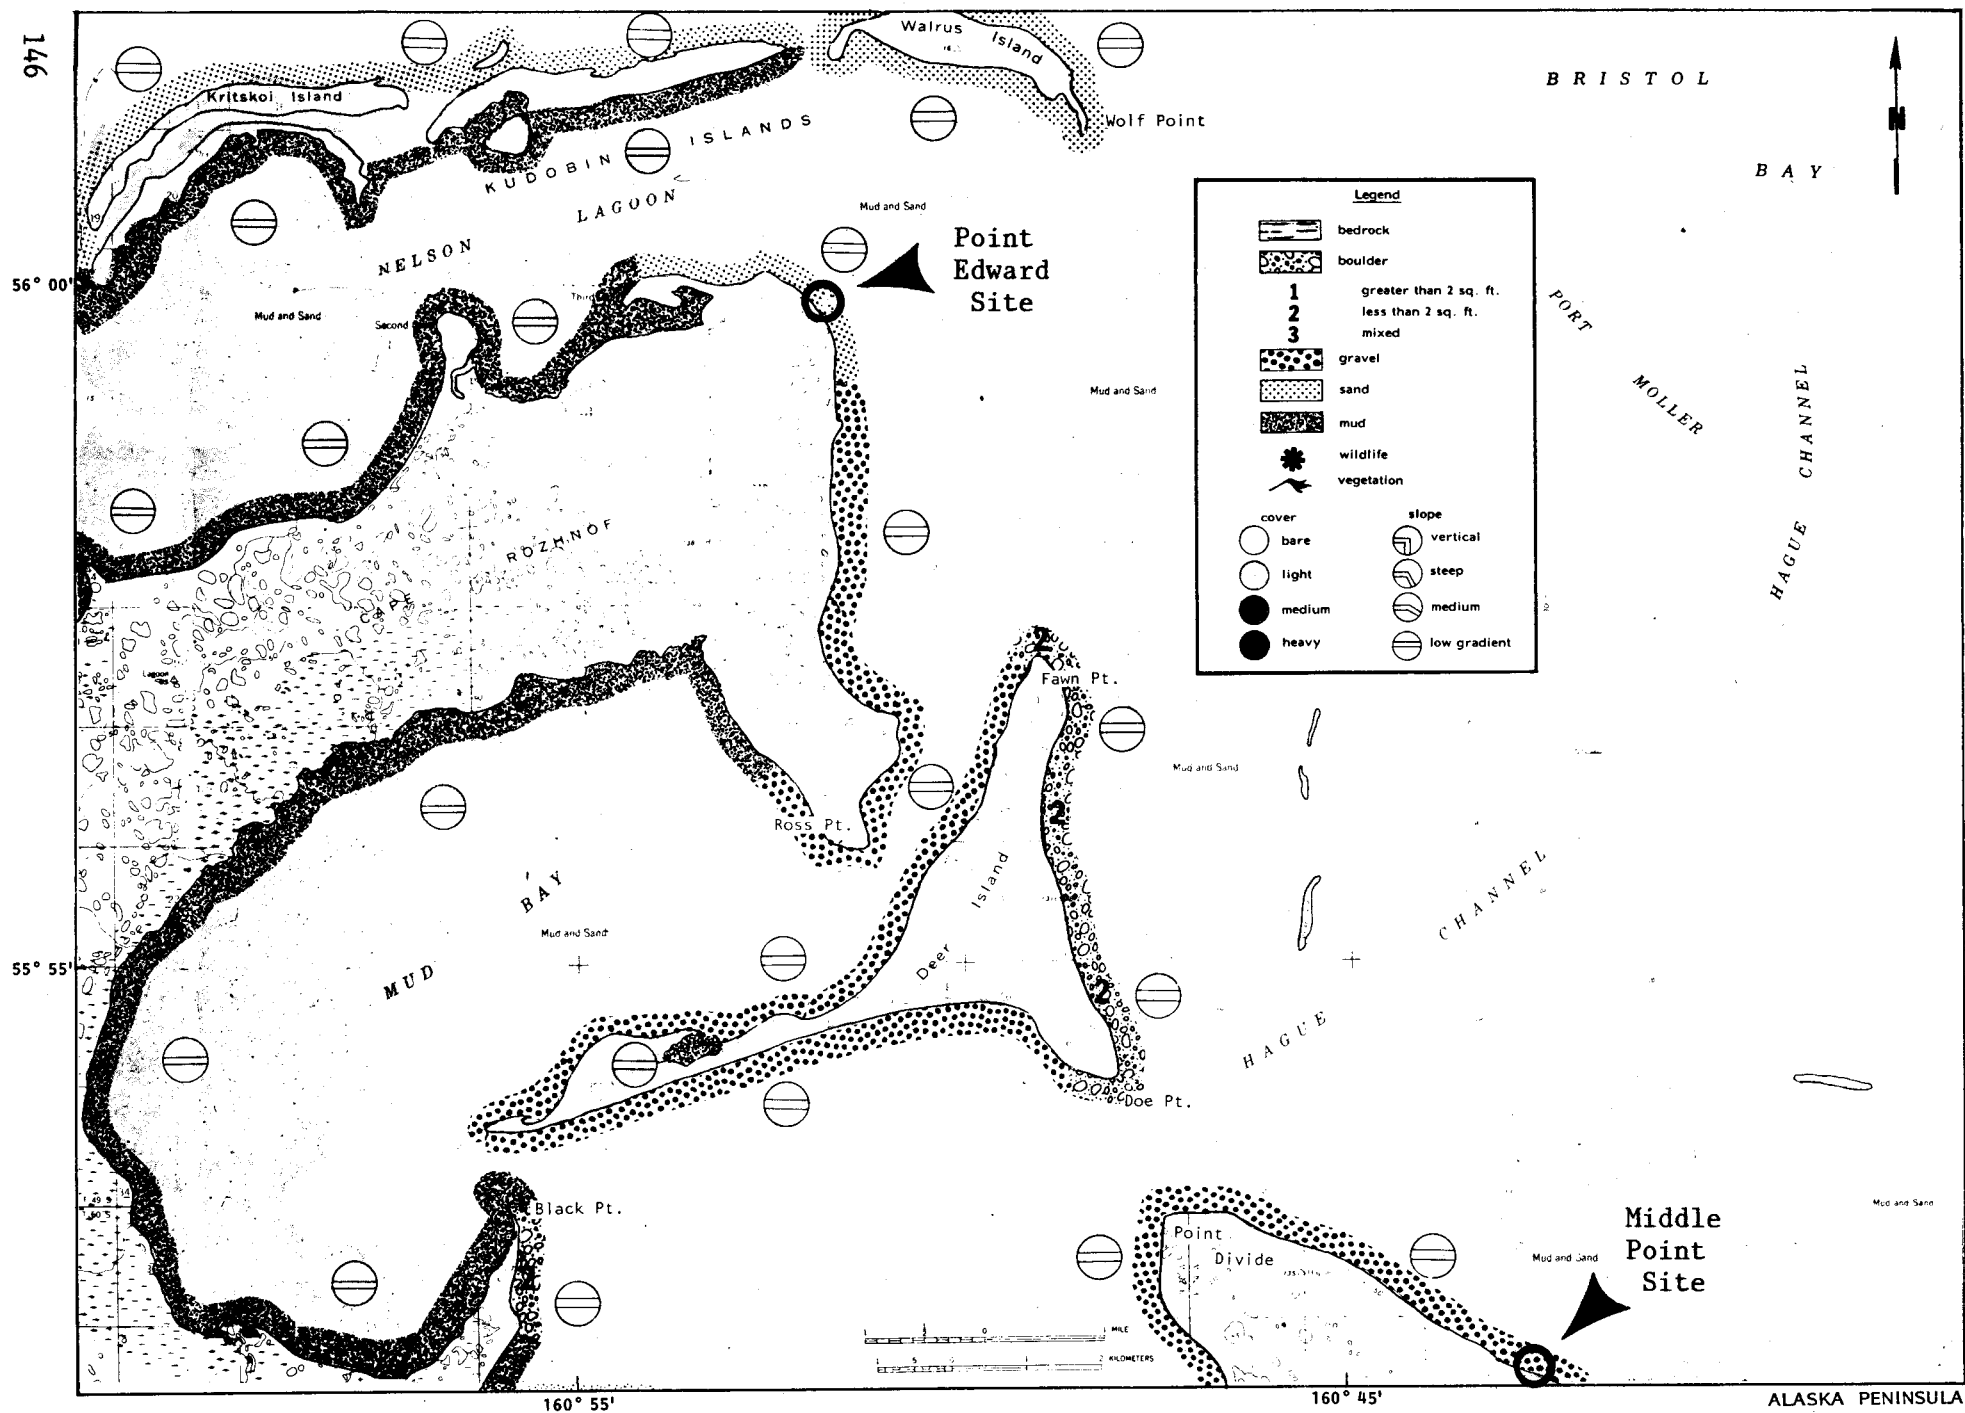 146
Walrus Island
Kritskoi Island
Wolf Point
BRISTOL
BAY
N
KUDOBIN ISLANDS
NELSON LAGOON
Mud and Sand
Point
Edward
Site
56° 00'
Mud and Sand
Second
Third
Mud and Sand
Legend
bedrock
boulder
1 greater than 2 sq. ft.
2 less than 2 sq. ft.
3 mixed
gravel
sand
mud
wildlife
vegetation
cover
bare
light
medium
heavy
slope
vertical
steep
medium
low gradient
PORT MOLLER
HAGUE CHANNEL
CAPE ROZHNOF
Lagoon
2
Fawn Pt.
Mud and Sand
2
Ross Pt.
MUD BAY
Mud and Sand
Deer Island
HAGUE CHANNEL
55° 55'
2
Doe Pt.
Black Pt.
Point
Divide
Mud and Sand
Mud and Sand
Middle
Point
Site
MILE
KILOMETERS
160° 55'
160° 45'
ALASKA PENINSULA